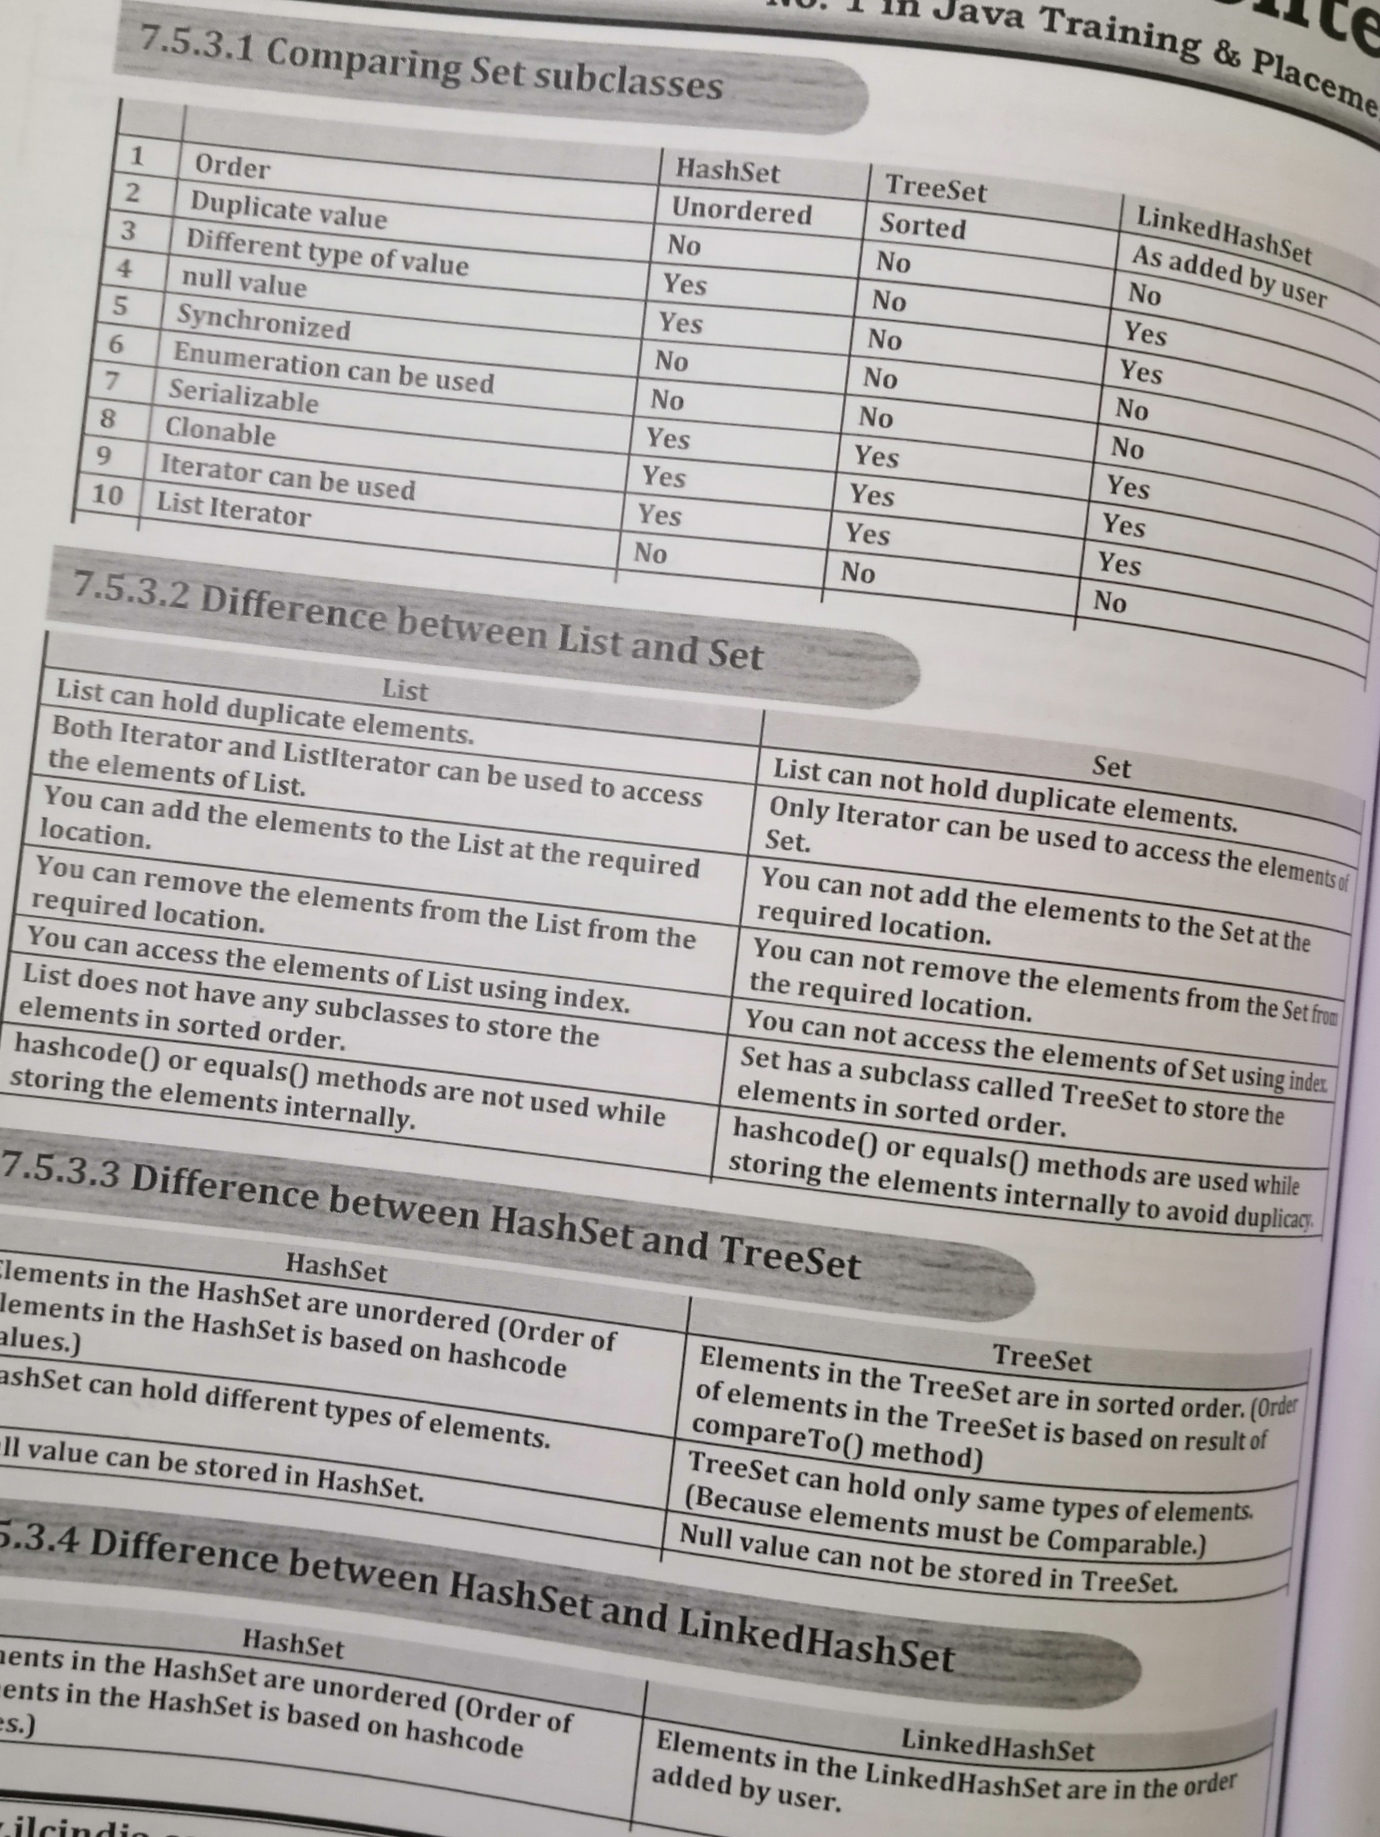 No. 1 in Java Training & Placeme
7.5.3.1 Comparing Set subclasses
HashSet TreeSet LinkedHashSet
1 Order Unordered Sorted As added by user
2 Duplicate value No No No
3 Different type of value Yes No Yes
4 null value Yes No Yes
5 Synchronized No No No
6 Enumeration can be used No No No
7 Serializable Yes Yes Yes
8 Clonable Yes Yes Yes
9 Iterator can be used Yes Yes Yes
10 List Iterator No No No
7.5.3.2 Difference between List and Set
List
Set
List can hold duplicate elements.
List can not hold duplicate elements.
Both Iterator and ListIterator can be used to access
the elements of List.
Only Iterator can be used to access the elements of
Set.
You can add the elements to the List at the required
location.
You can not add the elements to the Set at the
required location.
You can remove the elements from the List from the
required location.
You can not remove the elements from the Set from
the required location.
You can access the elements of List using index.
You can not access the elements of Set using index.
List does not have any subclasses to store the
elements in sorted order.
Set has a subclass called TreeSet to store the
elements in sorted order.
hashcode() or equals() methods are not used while
storing the elements internally.
hashcode() or equals() methods are used while
storing the elements internally to avoid duplicacy.
7.5.3.3 Difference between HashSet and TreeSet
HashSet
TreeSet
Elements in the HashSet are unordered (Order of
lements in the HashSet is based on hashcode
alues.)
Elements in the TreeSet are in sorted order. (Order
of elements in the TreeSet is based on result of
compareTo() method)
ashSet can hold different types of elements.
TreeSet can hold only same types of elements.
(Because elements must be Comparable.)
ll value can be stored in HashSet.
Null value can not be stored in TreeSet.
5.3.4 Difference between HashSet and LinkedHashSet
HashSet
LinkedHashSet
ents in the HashSet are unordered (Order of
ents in the HashSet is based on hashcode
es.)
Elements in the LinkedHashSet are in the order
added by user.